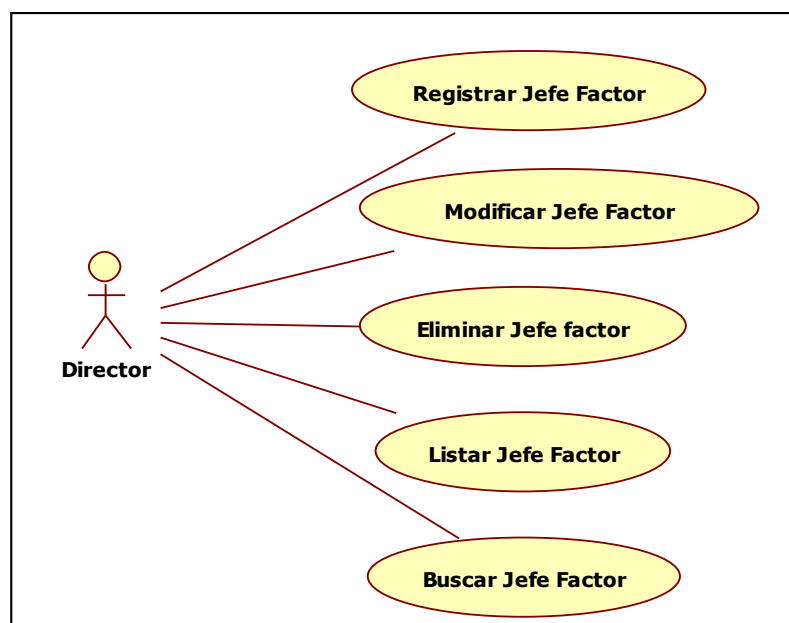 Registrar Jefe Factor
Modificar Jefe Factor
Eliminar Jefe factor
Director
Listar Jefe Factor
Buscar Jefe Factor